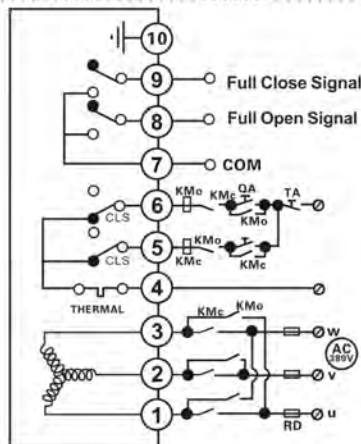 10
9 Full Close Signal
8 Full Open Signal
7 COM
6 KMo KMc QA TA
CLS KMo
5 KMc KMo
CLS KMc
4
THERMAL
3 KMc KMo w
AC 380V
2 v
1 u
RD